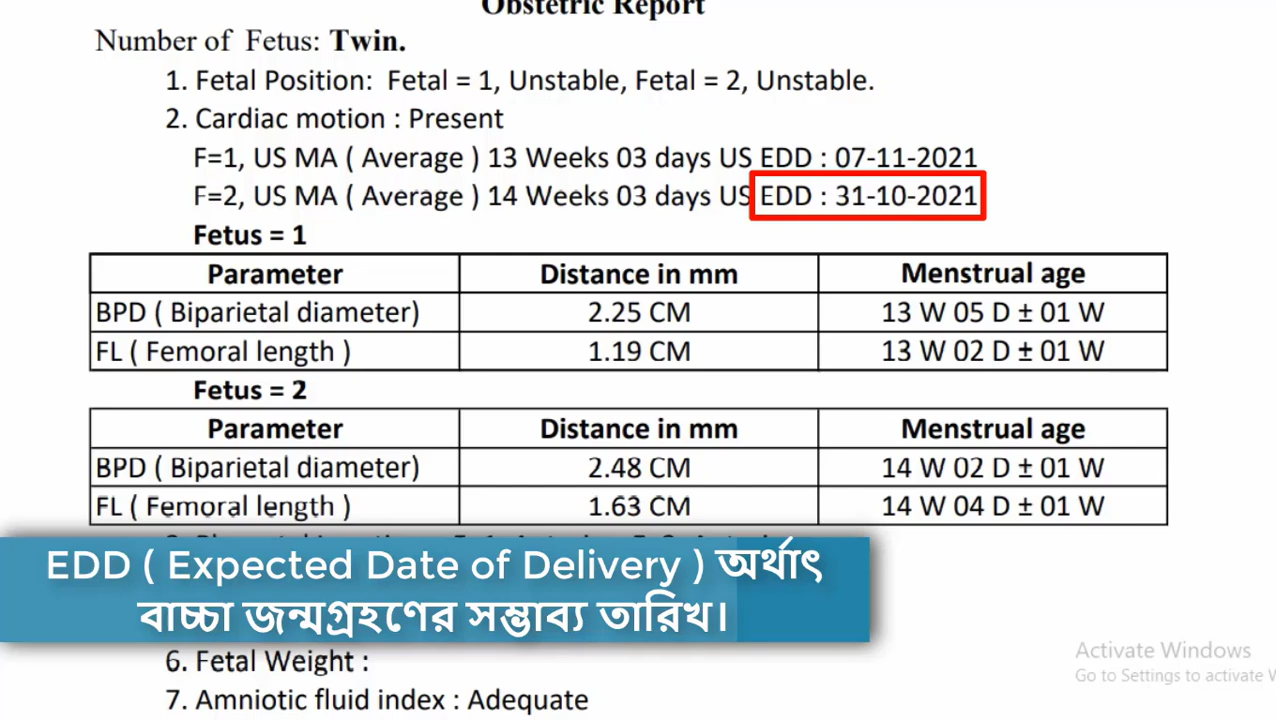 Obstetric Report
Number of Fetus: Twin.
1. Fetal Position: Fetal = 1, Unstable, Fetal = 2, Unstable.
2. Cardiac motion : Present
F=1, US MA ( Average ) 13 Weeks 03 days US EDD : 07-11-2021
F=2, US MA ( Average ) 14 Weeks 03 days US EDD : 31-10-2021
Fetus = 1
Parameter Distance in mm Menstrual age
BPD ( Biparietal diameter) 2.25 CM 13 W 05 D ± 01 W
FL ( Femoral length ) 1.19 CM 13 W 02 D ± 01 W
Fetus = 2
Parameter Distance in mm Menstrual age
BPD ( Biparietal diameter) 2.48 CM 14 W 02 D ± 01 W
FL ( Femoral length ) 1.63 CM 14 W 04 D ± 01 W
EDD ( Expected Date of Delivery ) অর্থাৎ
বাচ্চা জন্মগ্রহণের সম্ভাব্য তারিখ।
6. Fetal Weight :
7. Amniotic fluid index : Adequate
Activate Windows
Go to Settings to activate W